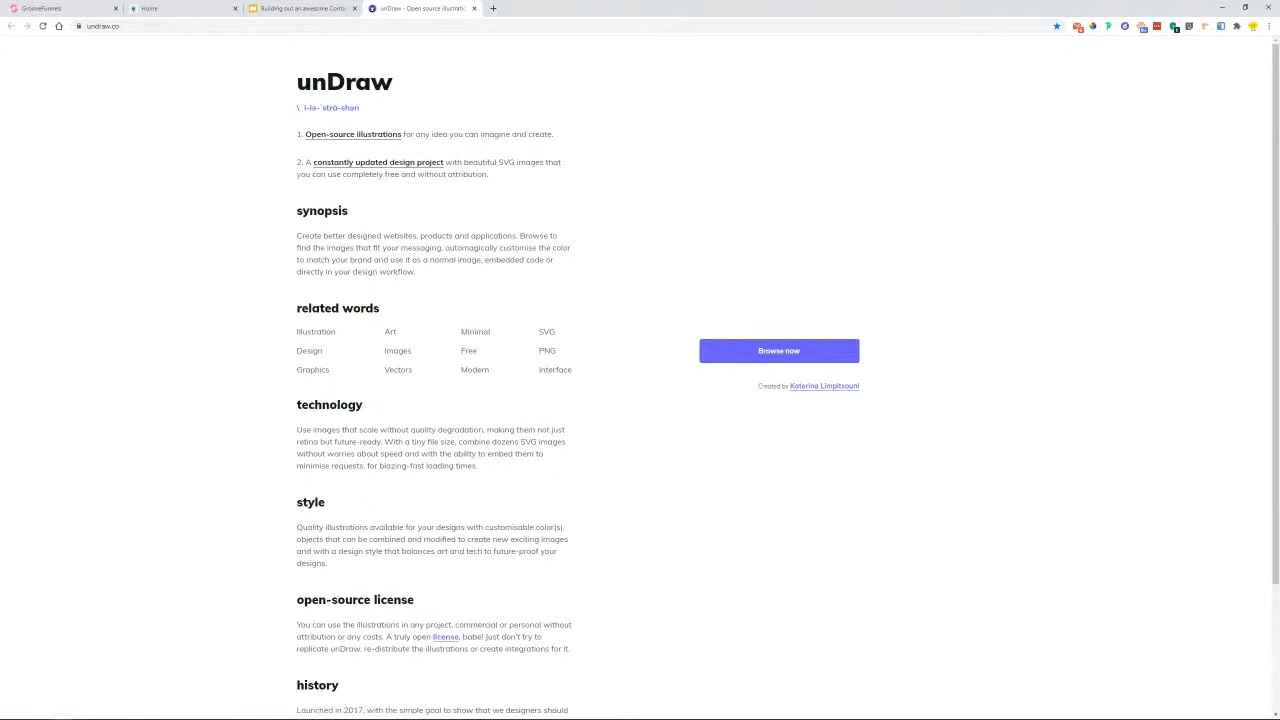 GrooveFunnels
Home
Building out an awesome Conta
unDraw - Open source illustratio
undraw.co
unDraw
\ ˌi-lə-ˈstrā-shən
1. Open-source illustrations for any idea you can imagine and create.
2. A constantly updated design project with beautiful SVG images that
you can use completely free and without attribution.
synopsis
Create better designed websites, products and applications. Browse to
find the images that fit your messaging, automagically customise the color
to match your brand and use it as a normal image, embedded code or
directly in your design workflow.
related words
Illustration Art Minimal SVG
Design Images Free PNG
Graphics Vectors Modern Interface
Browse now
Created by Katerina Limpitsouni
technology
Use images that scale without quality degradation, making them not just
retina but future-ready. With a tiny file size, combine dozens SVG images
without worries about speed and with the ability to embed them to
minimise requests, for blazing-fast loading times.
style
Quality illustrations available for your designs with customisable color(s),
objects that can be combined and modified to create new exciting images
and with a design style that balances art and tech to future-proof your
designs.
open-source license
You can use the illustrations in any project, commercial or personal without
attribution or any costs. A truly open license, babe! Just don't try to
replicate unDraw, re-distribute the illustrations or create integrations for it.
history
Launched in 2017, with the simple goal to show that we designers should